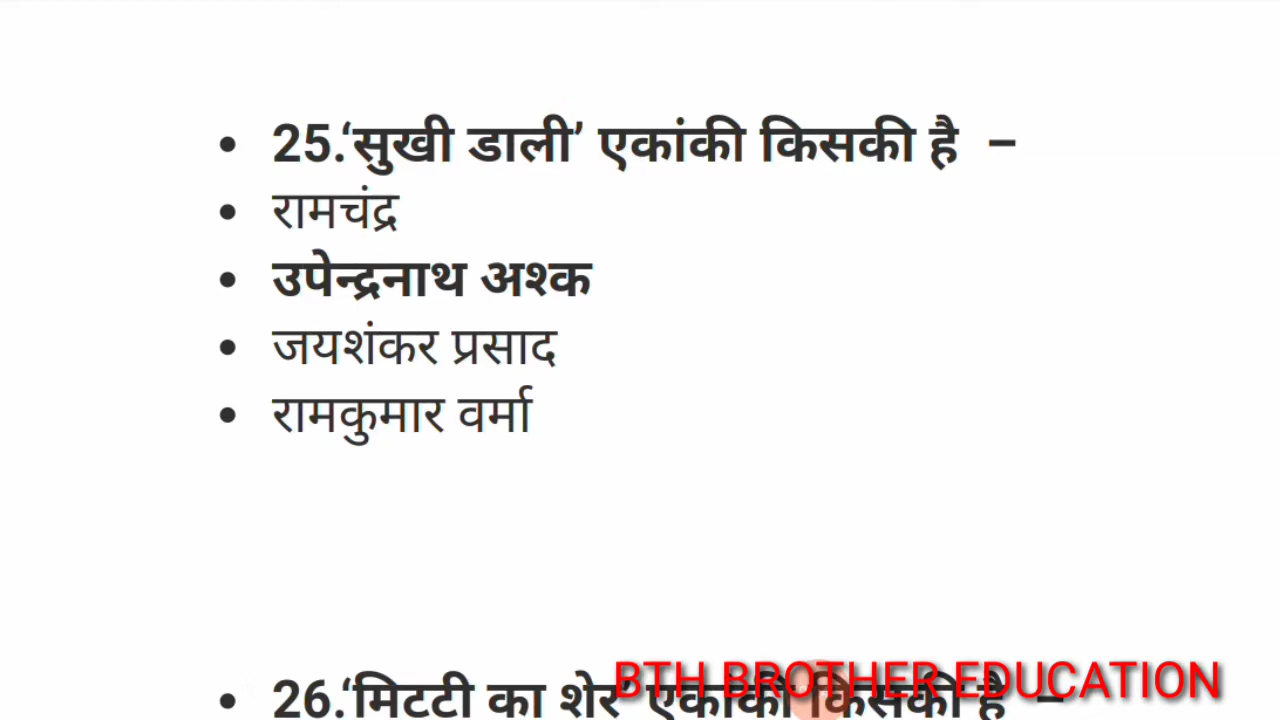 • 25.‘सुखी डाली’ एकांकी किसकी है –
• रामचंद्र
• उपेन्द्रनाथ अश्क
• जयशंकर प्रसाद
• रामकुमार वर्मा
• 26.‘मिटटी का शेर’ एकांकी किसकी है –
BTH BROTHER EDUCATION